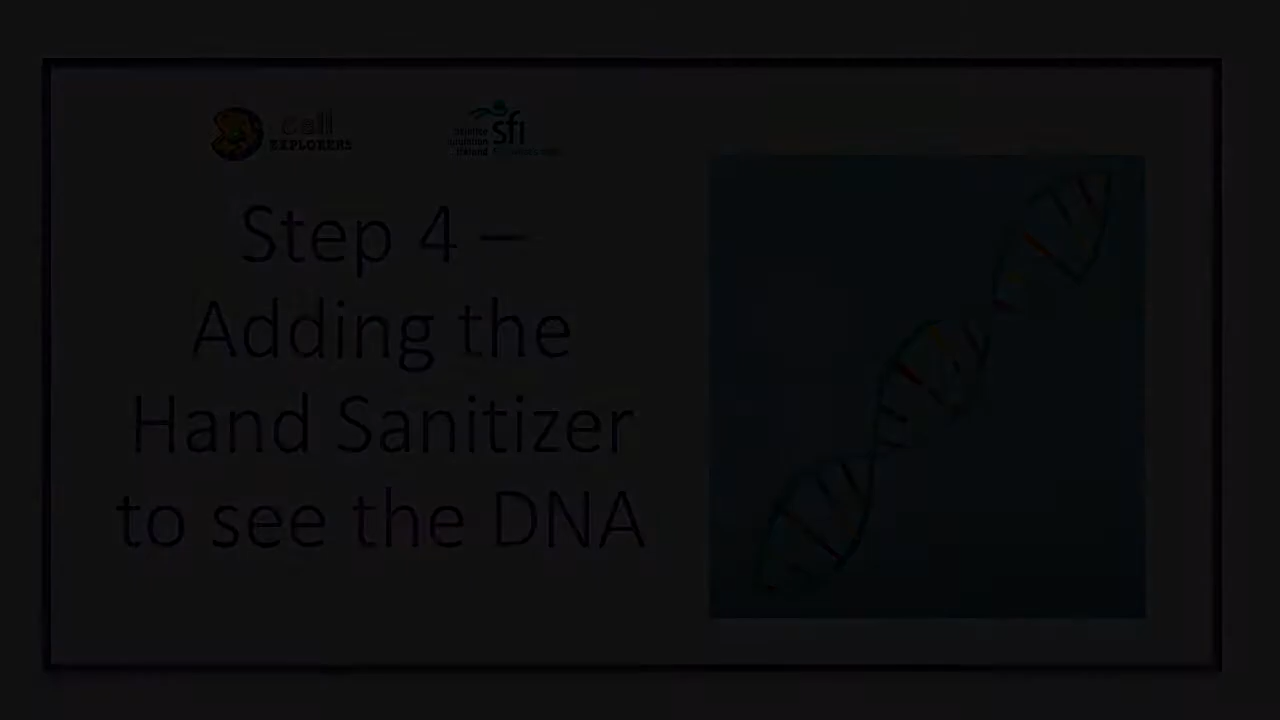 cell
EXPLORERS
sfi
Step 4 –
Adding the
Hand Sanitizer
to see the DNA